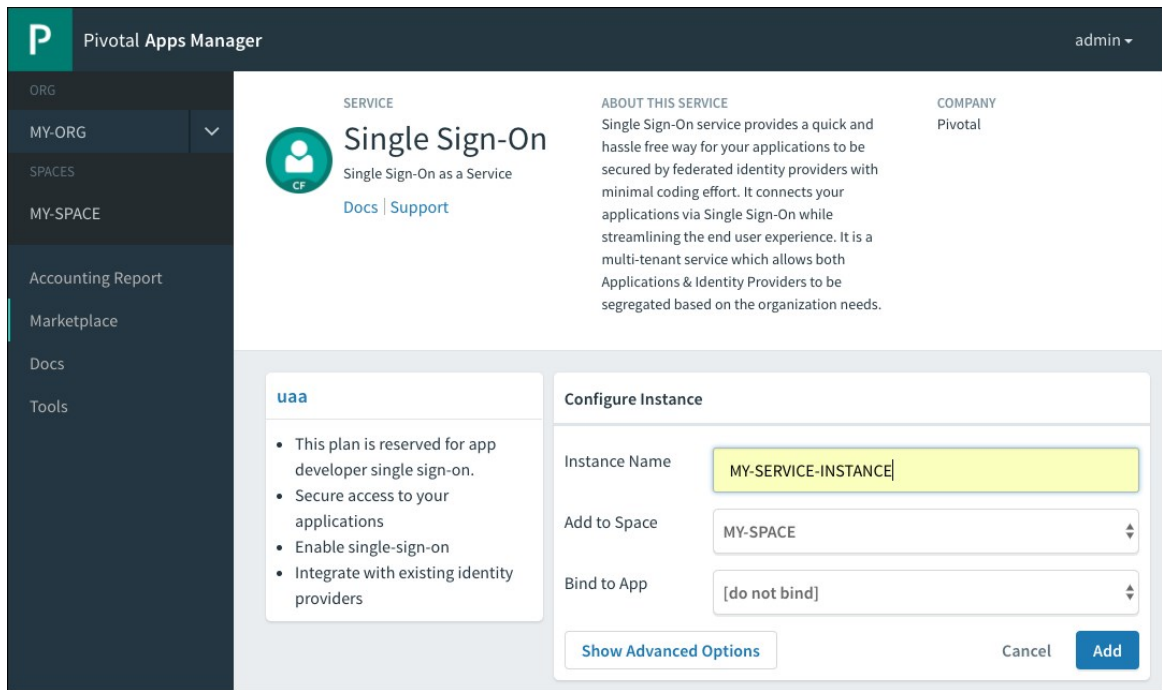 P
Pivotal Apps Manager
admin
ORG
MY-ORG
SPACES
MY-SPACE
Accounting Report
Marketplace
Docs
Tools
CF
SERVICE
Single Sign-On
Single Sign-On as a Service
Docs | Support
ABOUT THIS SERVICE
Single Sign-On service provides a quick and
hassle free way for your applications to be
secured by federated identity providers with
minimal coding effort. It connects your
applications via Single Sign-On while
streamlining the end user experience. It is a
multi-tenant service which allows both
Applications & Identity Providers to be
segregated based on the organization needs.
COMPANY
Pivotal
uaa
• This plan is reserved for app
developer single sign-on.
• Secure access to your
applications
• Enable single-sign-on
• Integrate with existing identity
providers
Configure Instance
Instance Name
MY-SERVICE-INSTANCE
Add to Space
MY-SPACE
Bind to App
[do not bind]
Show Advanced Options
Cancel
Add